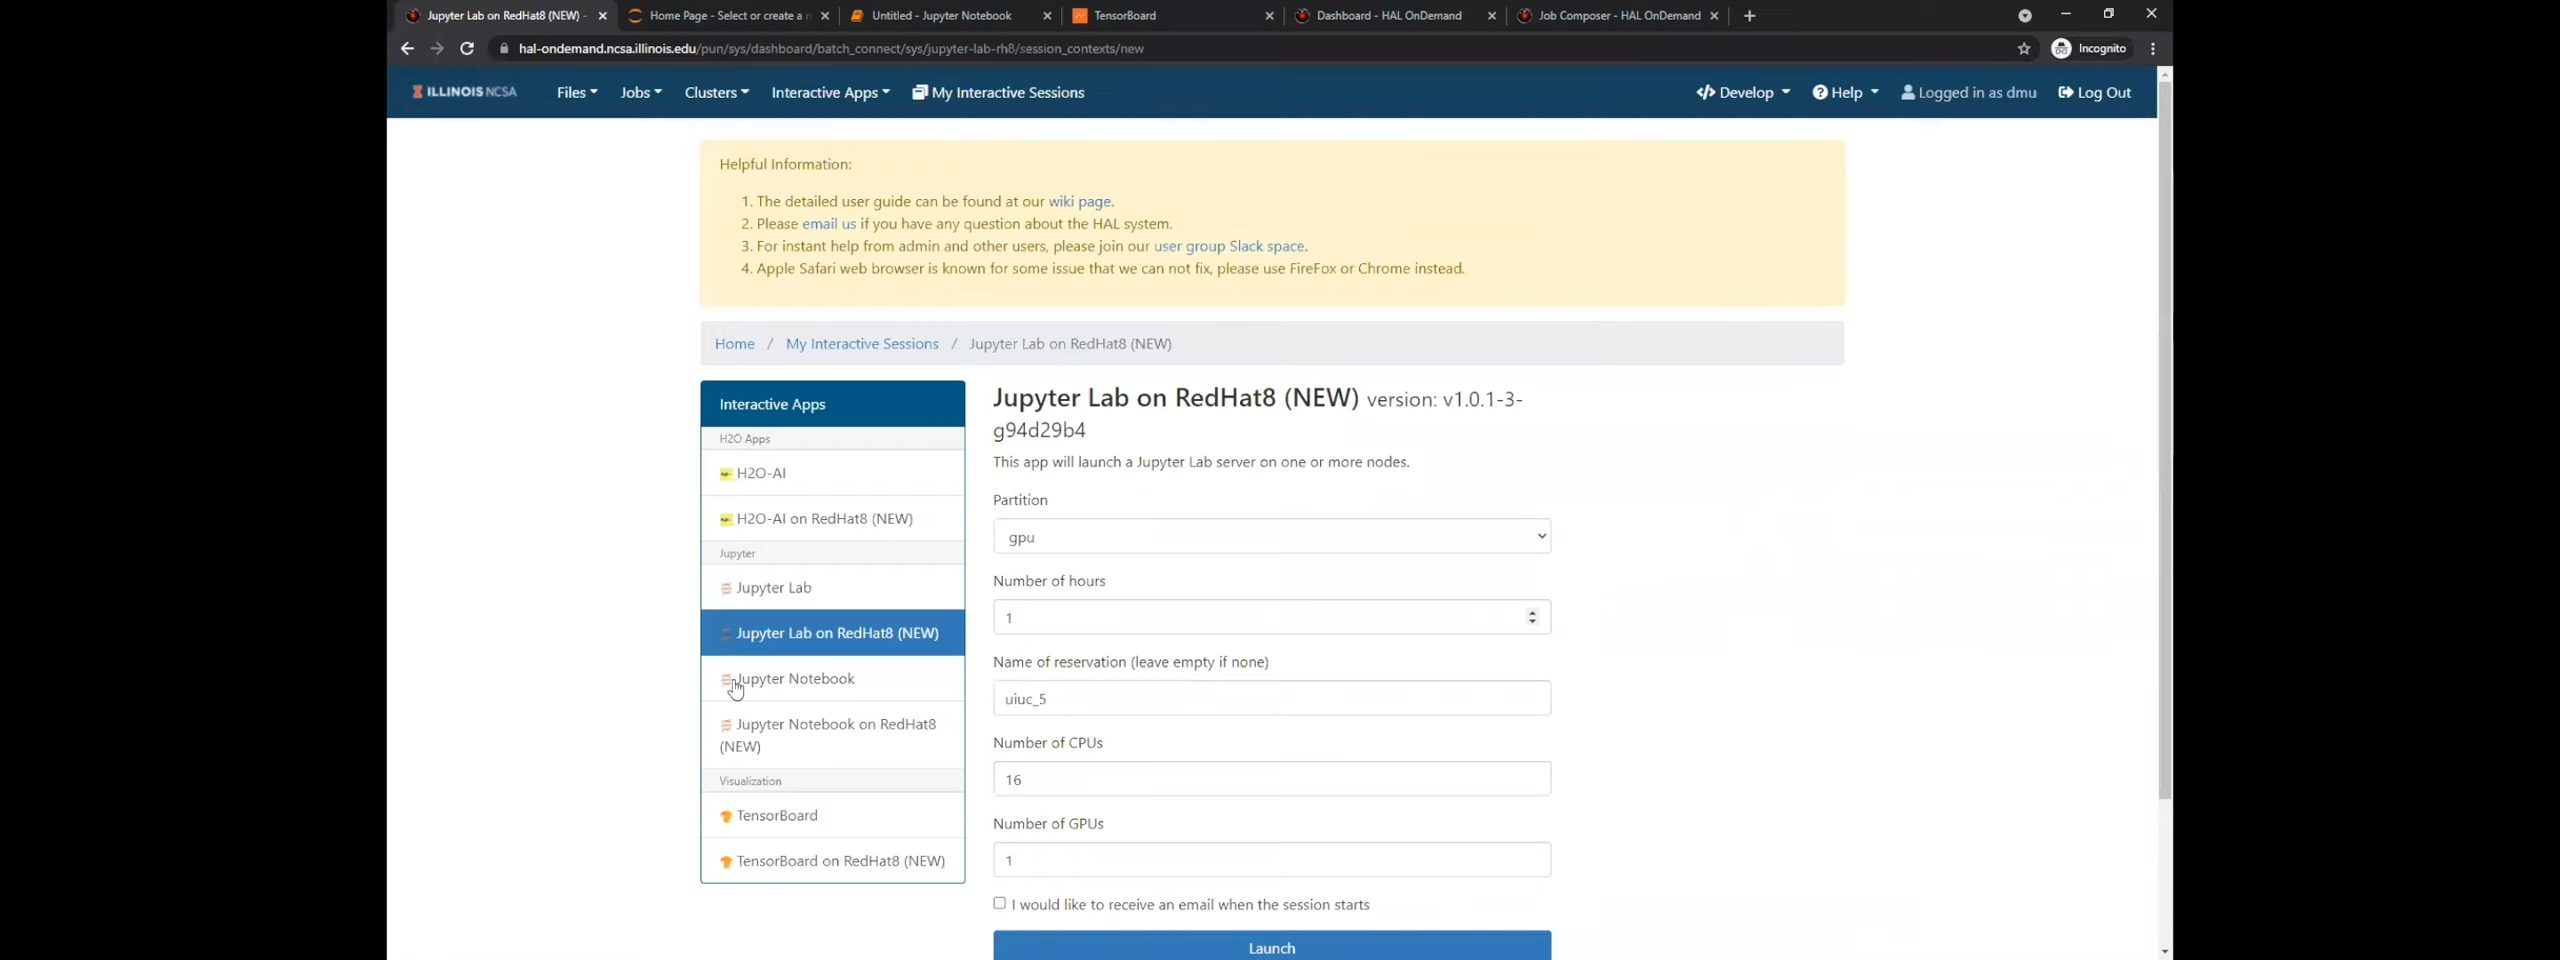 Jupyter Lab on RedHat8 (NEW) -
Home Page - Select or create a n
Untitled - Jupyter Notebook
TensorBoard
Dashboard - HAL OnDemand
Job Composer - HAL OnDemand
hal-ondemand.ncsa.illinois.edu/pun/sys/dashboard/batch_connect/sys/jupyter-lab-rh8/session_contexts/new
Incognito
ILLINOIS NCSA
Files
Jobs
Clusters
Interactive Apps
My Interactive Sessions
Develop
Help
Logged in as dmu
Log Out
Helpful Information:
1. The detailed user guide can be found at our wiki page.
2. Please email us if you have any question about the HAL system.
3. For instant help from admin and other users, please join our user group Slack space.
4. Apple Safari web browser is known for some issue that we can not fix, please use FireFox or Chrome instead.
Home / My Interactive Sessions / Jupyter Lab on RedHat8 (NEW)
Interactive Apps
H2O Apps
H2O-AI
H2O-AI on RedHat8 (NEW)
Jupyter
Jupyter Lab
Jupyter Lab on RedHat8 (NEW)
Jupyter Notebook
Jupyter Notebook on RedHat8
(NEW)
Visualization
TensorBoard
TensorBoard on RedHat8 (NEW)
Jupyter Lab on RedHat8 (NEW) version: v1.0.1-3-
g94d29b4
This app will launch a Jupyter Lab server on one or more nodes.
Partition
gpu
Number of hours
1
Name of reservation (leave empty if none)
uiuc_5
Number of CPUs
16
Number of GPUs
1
I would like to receive an email when the session starts
Launch